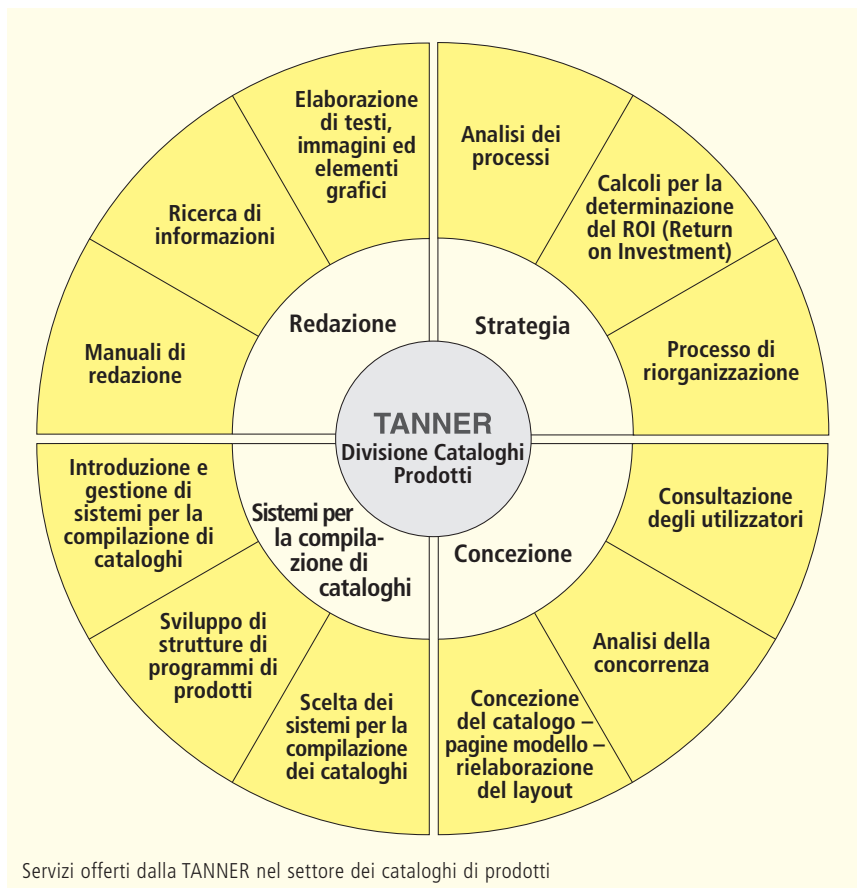 Elaborazione
di testi,
immagini ed
elementi
grafici
Analisi dei
processi
Calcoli per la
determinazione
del ROI (Return
on Investment)
Ricerca di
informazioni
Redazione
Strategia
Manuali di
redazione
Processo di
riorganizzazione
TANNER
Divisione Cataloghi
Prodotti
Introduzione e
gestione di
sistemi per la
compilazione di
cataloghi
Sistemi per
la compila-
zione di
cataloghi
Concezione
Consultazione
degli utilizzatori
Sviluppo di
strutture di
programmi di
prodotti
Analisi della
concorrenza
Scelta dei
sistemi per la
compilazione
dei cataloghi
Concezione
del catalogo –
pagine modello –
rielaborazione
del layout
Servizi offerti dalla TANNER nel settore dei cataloghi di prodotti